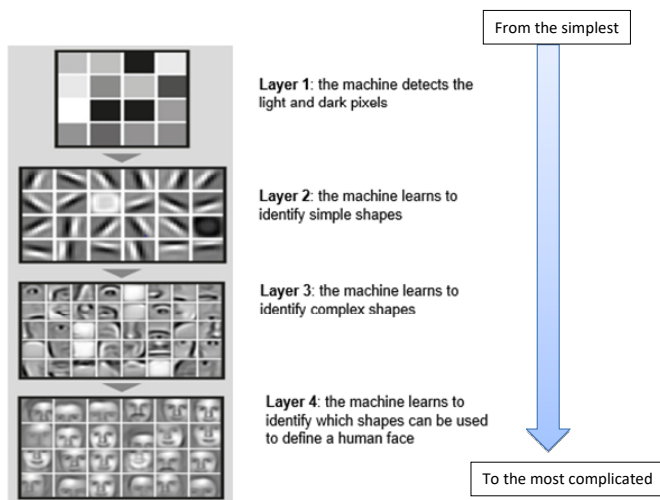 From the simplest
Layer 1: the machine detects the
light and dark pixels
Layer 2: the machine learns to
identify simple shapes
Layer 3: the machine learns to
identify complex shapes
Layer 4: the machine learns to
identify which shapes can be used
to define a human face
To the most complicated